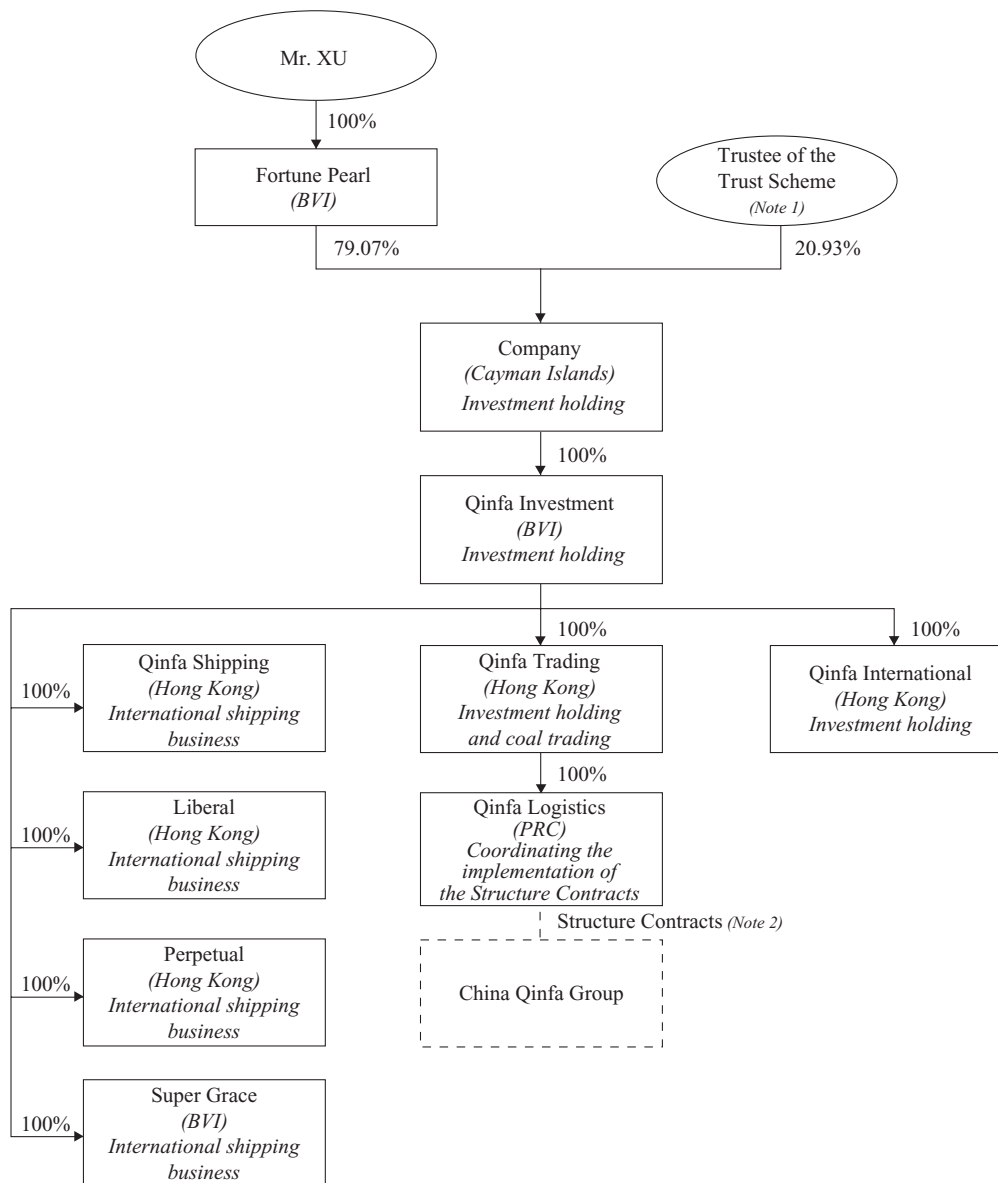 Mr. XU
100%
Fortune Pearl
(BVI)
Trustee of the
Trust Scheme
(Note 1)
79.07%
20.93%
Company
(Cayman Islands)
Investment holding
100%
Qinfa Investment
(BVI)
Investment holding
100%
100%
100%
Qinfa Shipping
(Hong Kong)
International shipping
business
Qinfa Trading
(Hong Kong)
Investment holding
and coal trading
Qinfa International
(Hong Kong)
Investment holding
100%
100%
Liberal
(Hong Kong)
International shipping
business
Qinfa Logistics
(PRC)
Coordinating the
implementation of
the Structure Contracts
Structure Contracts (Note 2)
100%
Perpetual
(Hong Kong)
International shipping
business
China Qinfa Group
100%
Super Grace
(BVI)
International shipping
business